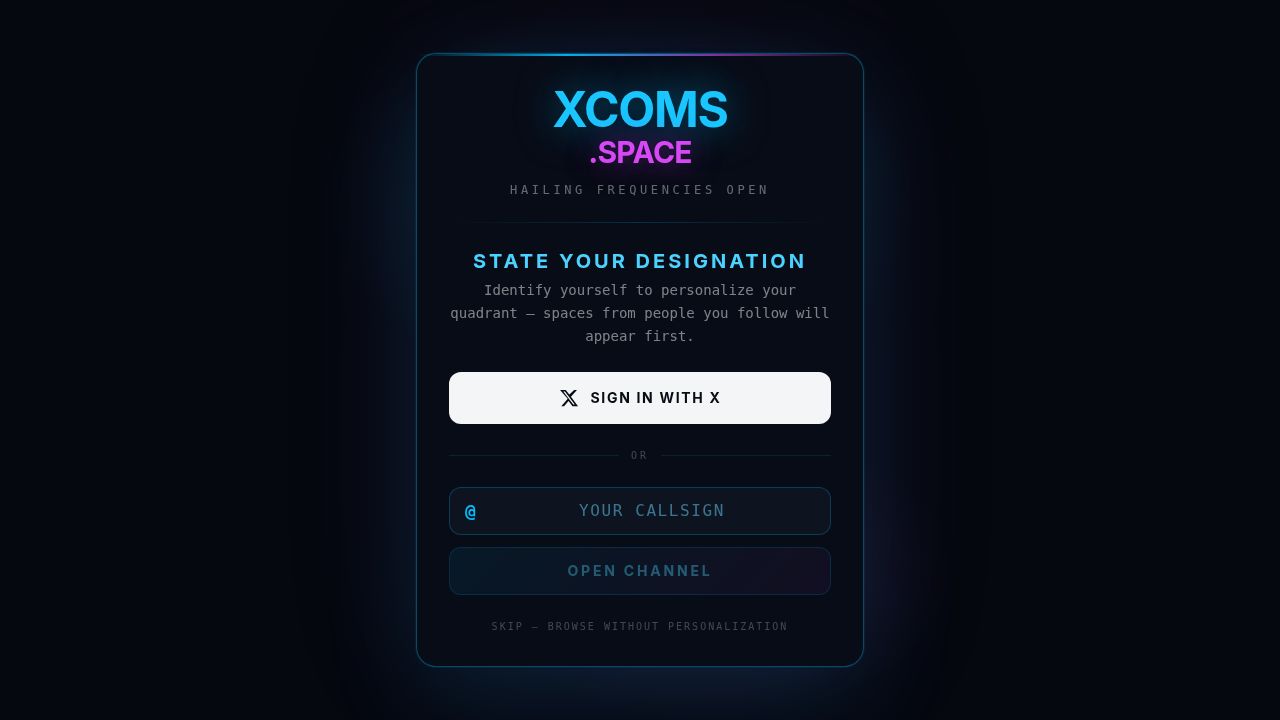 XCOMS
.SPACE
HAILING FREQUENCIES OPEN
STATE YOUR DESIGNATION
Identify yourself to personalize your
quadrant — spaces from people you follow will
appear first.
SIGN IN WITH X
OR
@ YOUR CALLSIGN
OPEN CHANNEL
SKIP — BROWSE WITHOUT PERSONALIZATION